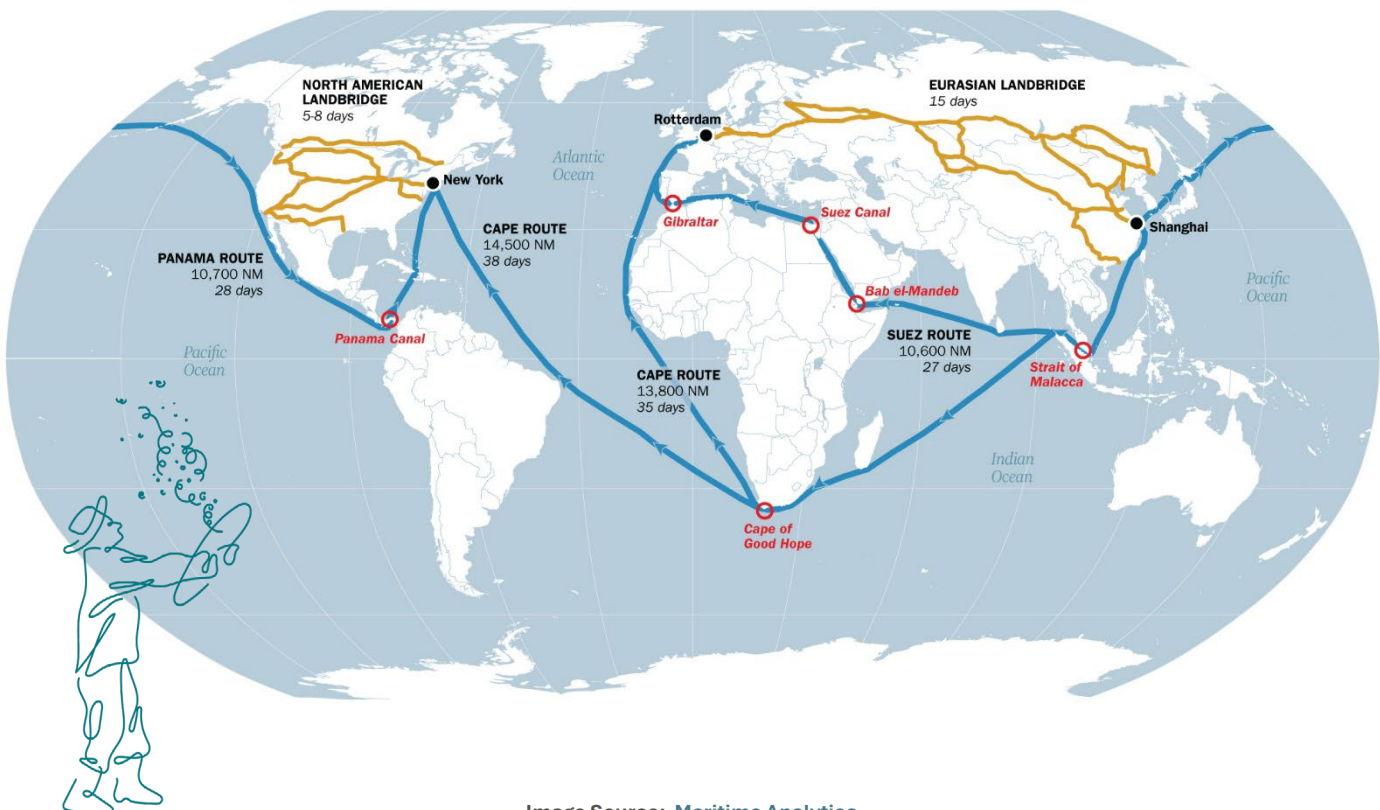 NORTH AMERICAN
LANDBRIDGE
5-8 days
EURASIAN LANDBRIDGE
15 days
Rotterdam
Atlantic
Ocean
New York
Suez Canal
Gibraltar
Shanghai
CAPE ROUTE
14,500 NM
38 days
PANAMA ROUTE
10,700 NM
28 days
Bab el-Mandeb
Pacific
Ocean
Panama Canal
SUEZ ROUTE
10,600 NM
27 days
Pacific
Ocean
Strait of
Malacca
CAPE ROUTE
13,800 NM
35 days
Indian
Ocean
Cape of
Good Hope